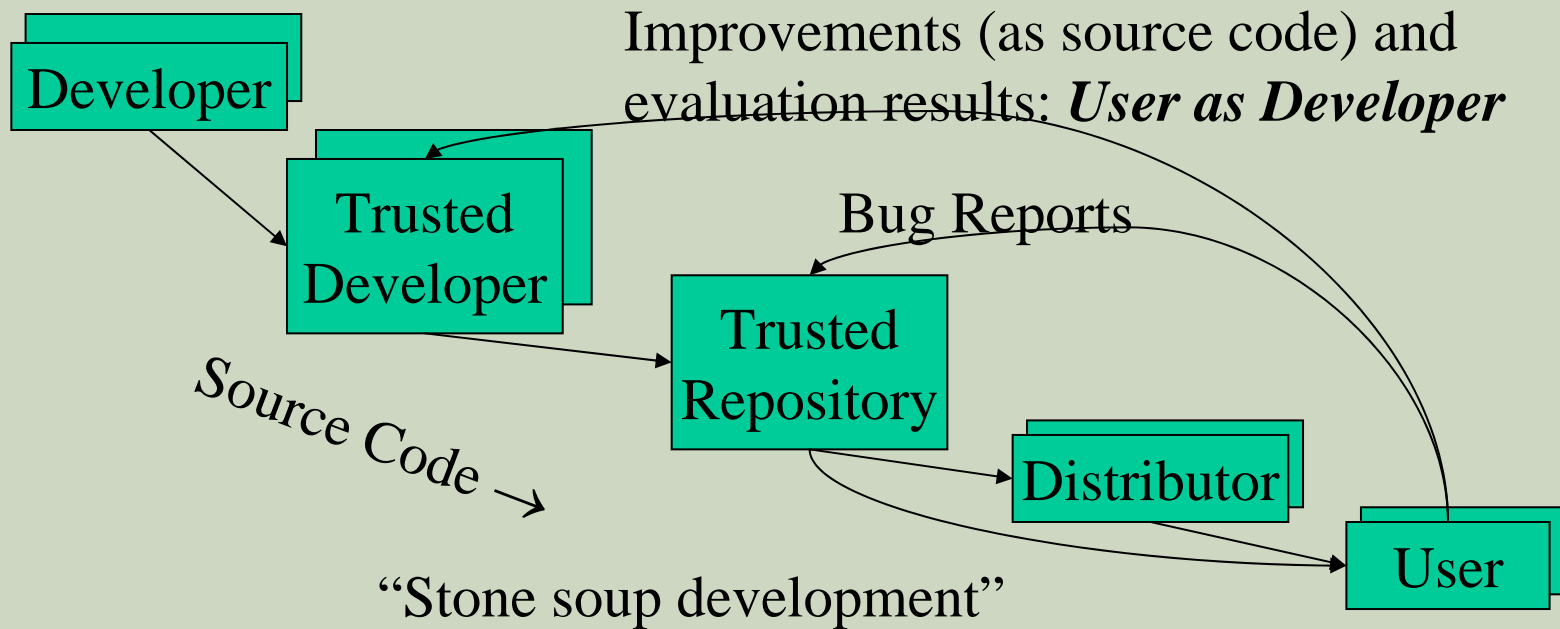 Improvements (as source code) and
evaluation results: User as Developer
Developer
Trusted
Developer
Bug Reports
Trusted
Repository
Source Code →
Distributor
User
“Stone soup development”